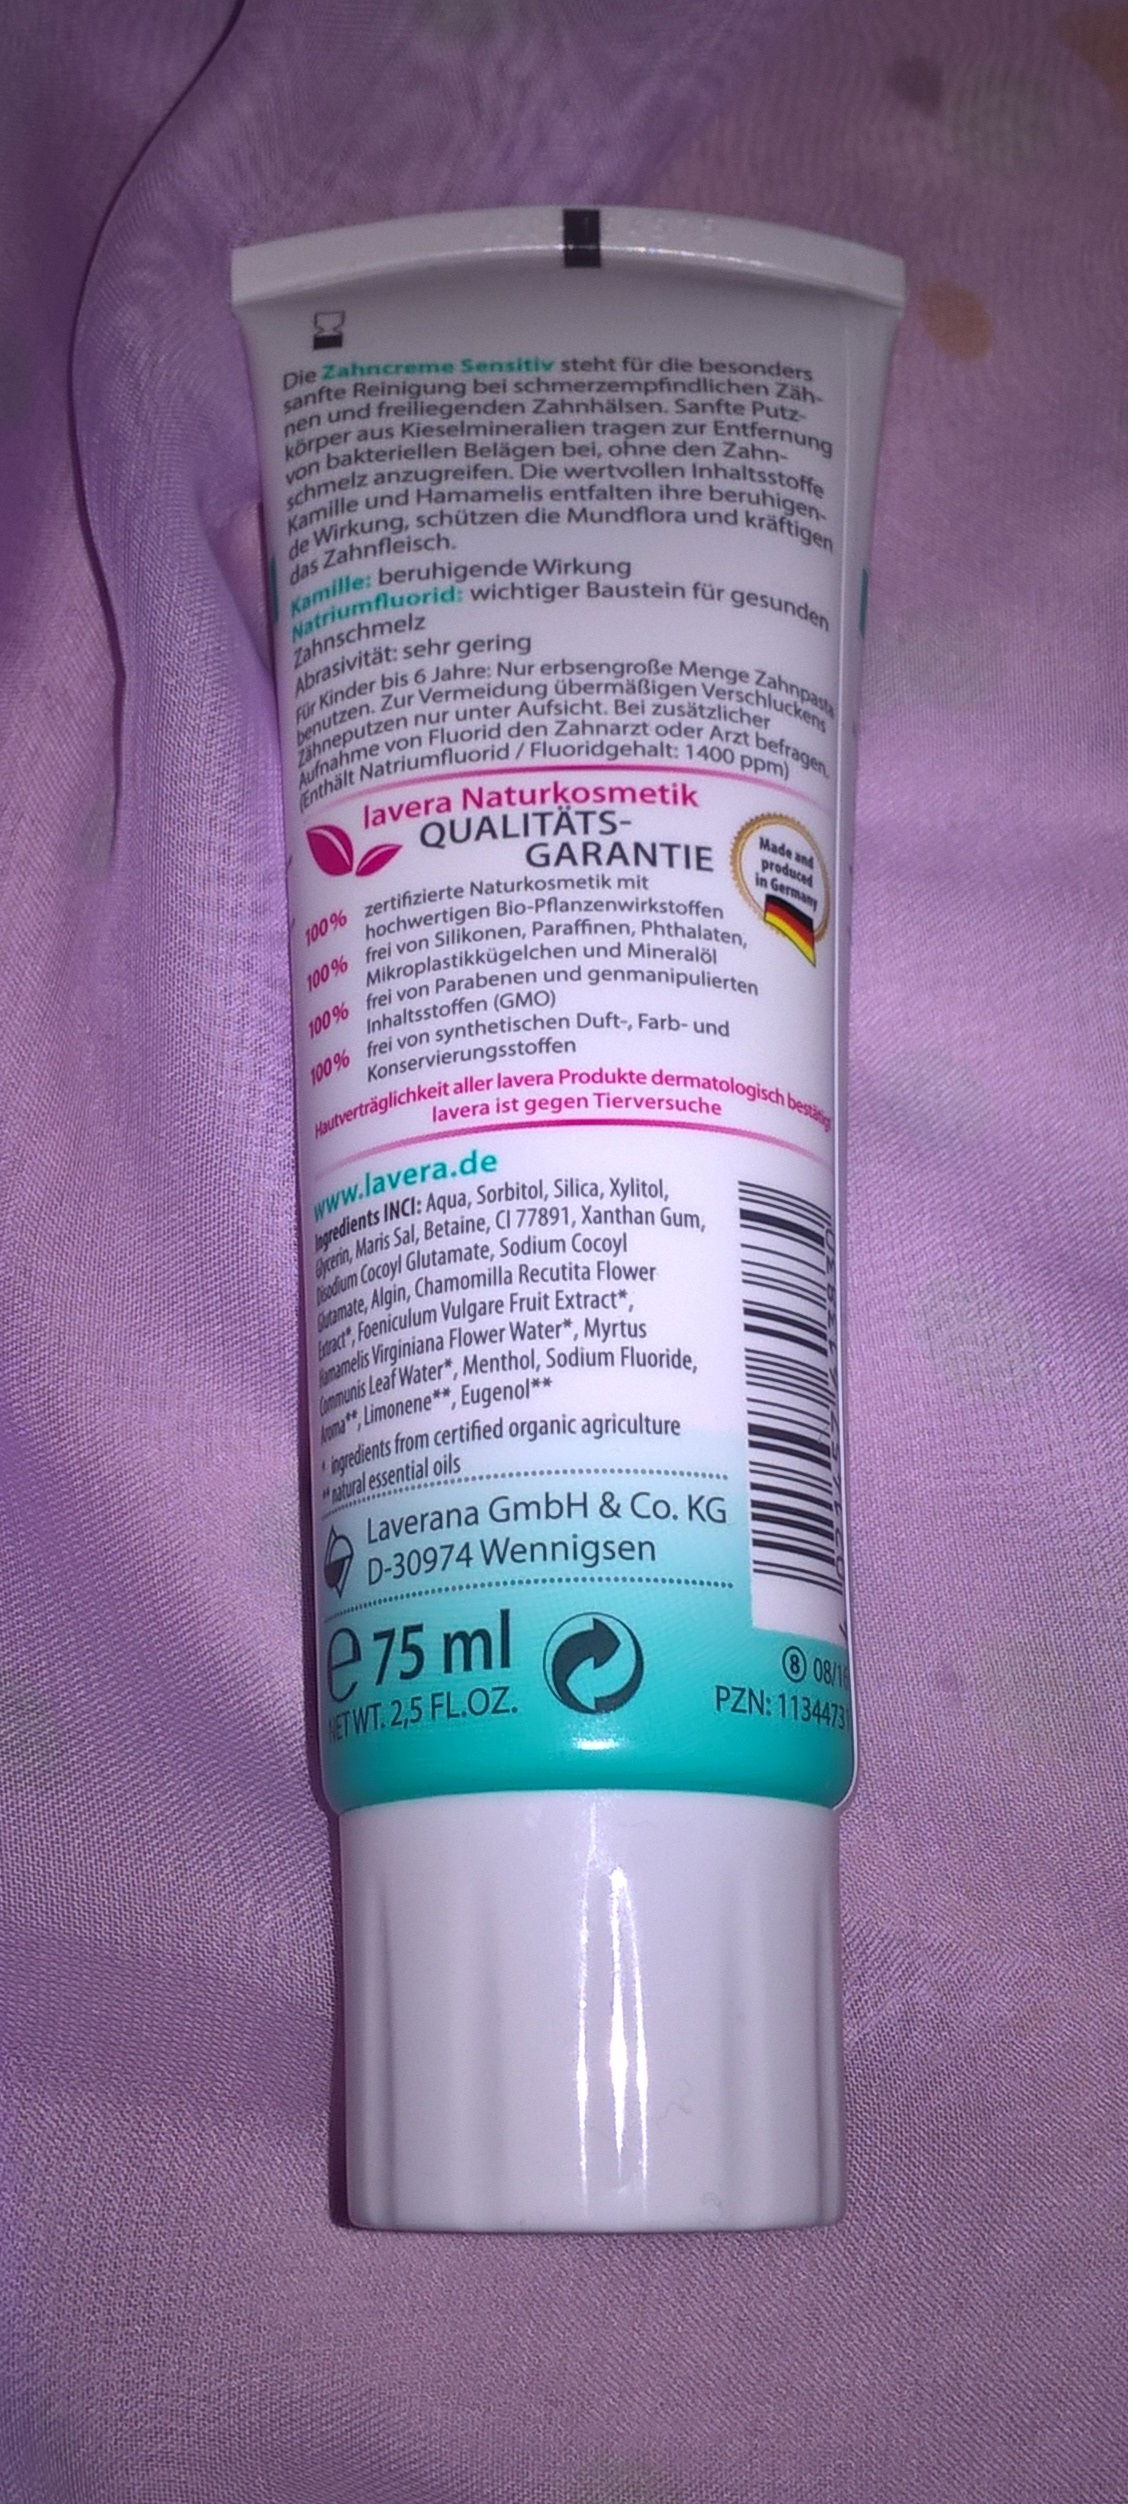 Die Zahncreme Sensitiv steht für die besonders
sanfte Reinigung bei schmerzempfindlichen Zäh-
nen und freiliegenden Zahnhälsen. Sanfte Putz-
körper aus Kieselmineralien tragen zur Entfernung
von bakteriellen Belägen bei, ohne den Zahn-
schmelz anzugreifen. Die wertvollen Inhaltsstoffe
Kamille und Hamamelis entfalten ihre beruhigen-
de Wirkung, schützen die Mundflora und kräftigen
das Zahnfleisch.
Kamille: beruhigende Wirkung
Natriumfluorid: wichtiger Baustein für gesunden
Zahnschmelz
Abrasivität: sehr gering
Für Kinder bis 6 Jahre: Nur erbsengroße Menge Zahnpasta
benutzen. Zur Vermeidung übermäßigen Verschluckens
Zähneputzen nur unter Aufsicht. Bei zusätzlicher
Aufnahme von Fluorid den Zahnarzt oder Arzt befragen.
(Enthält Natriumfluorid / Fluoridgehalt: 1400 ppm)
lavera Naturkosmetik
QUALITÄTS-
GARANTIE
Made and
produced
in Germany
100% zertifizierte Naturkosmetik mit
hochwertigen Bio-Pflanzenwirkstoffen
100% frei von Silikonen, Paraffinen, Phthalaten,
Mikroplastikkügelchen und Mineralöl
100% frei von Parabenen und genmanipulierten
Inhaltsstoffen (GMO)
100% frei von synthetischen Duft-, Farb- und
Konservierungsstoffen
Hautverträglichkeit aller lavera Produkte dermatologisch bestätigt
lavera ist gegen Tierversuche
www.lavera.de
Ingredients INCI: Aqua, Sorbitol, Silica, Xylitol,
Glycerin, Maris Sal, Betaine, CI 77891, Xanthan Gum,
Disodium Cocoyl Glutamate, Sodium Cocoyl
Glutamate, Algin, Chamomilla Recutita Flower
Extract*, Foeniculum Vulgare Fruit Extract*,
Hamamelis Virginiana Flower Water*, Myrtus
Communis Leaf Water*, Menthol, Sodium Fluoride,
Aroma**, Limonene**, Eugenol**
* ingredients from certified organic agriculture
** natural essential oils
Laverana GmbH & Co. KG
D-30974 Wennigsen
e 75 ml
NET WT. 2,5 FL.OZ.
8 08/1
PZN: 1134473